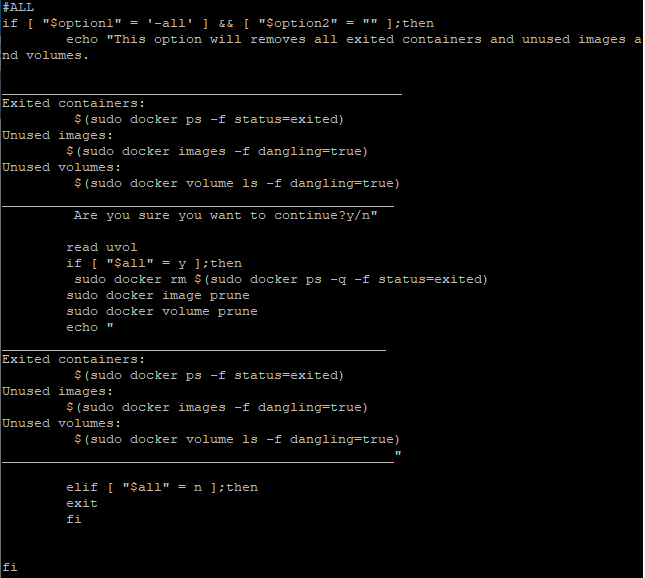 #ALL
if [ "$option1" = '-all' ] && [ "$option2" = "" ];then
echo "This option will removes all exited containers and unused images a
nd volumes.
__________________________________________________
Exited containers:
$(sudo docker ps -f status=exited)
Unused images:
$(sudo docker images -f dangling=true)
Unused volumes:
$(sudo docker volume ls -f dangling=true)
_________________________________________________
Are you sure you want to continue?y/n"
read uvol
if [ "$all" = y ];then
sudo docker rm $(sudo docker ps -q -f status=exited)
sudo docker image prune
sudo docker volume prune
echo "
________________________________________________
Exited containers:
$(sudo docker ps -f status=exited)
Unused images:
$(sudo docker images -f dangling=true)
Unused volumes:
$(sudo docker volume ls -f dangling=true)
_________________________________________________"
elif [ "$all" = n ];then
exit
fi
fi